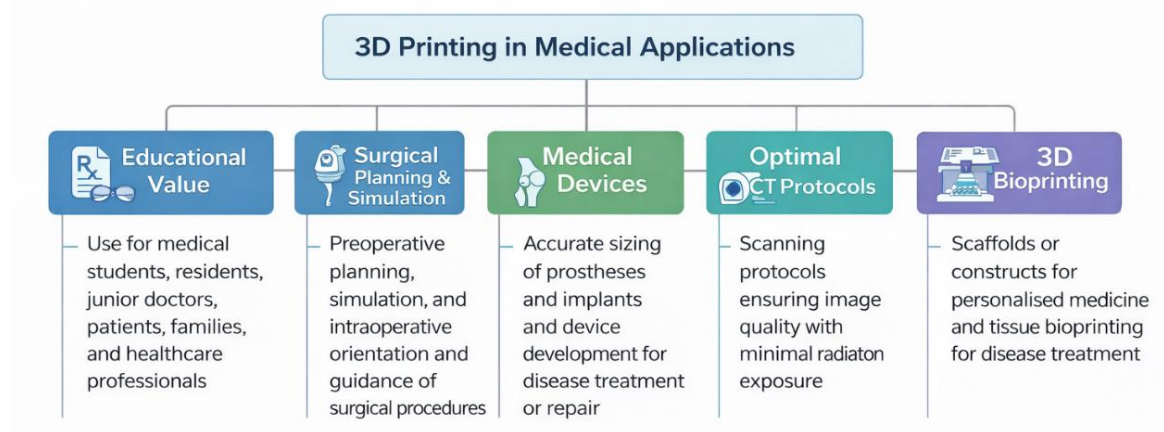 3D Printing in Medical Applications
Rx
Educational
Value
Use for medical
students, residents,
junior doctors,
patients, families,
and healthcare
professionals
Surgical
Planning &
Simulation
Preoperative
planning,
simulation, and
intraoperative
orientation and
guidance of
surgical procedures
Medical
Devices
Accurate sizing
of prostheses
and implants
and device
development for
disease treatment
or repair
Optimal
CT Protocols
Scanning
protocols
ensuring image
quality with
minimal radiaton
exposure
3D
Bioprinting
Scaffolds or
constructs for
personalised medicine
and tissue bioprinting
for disease treatment